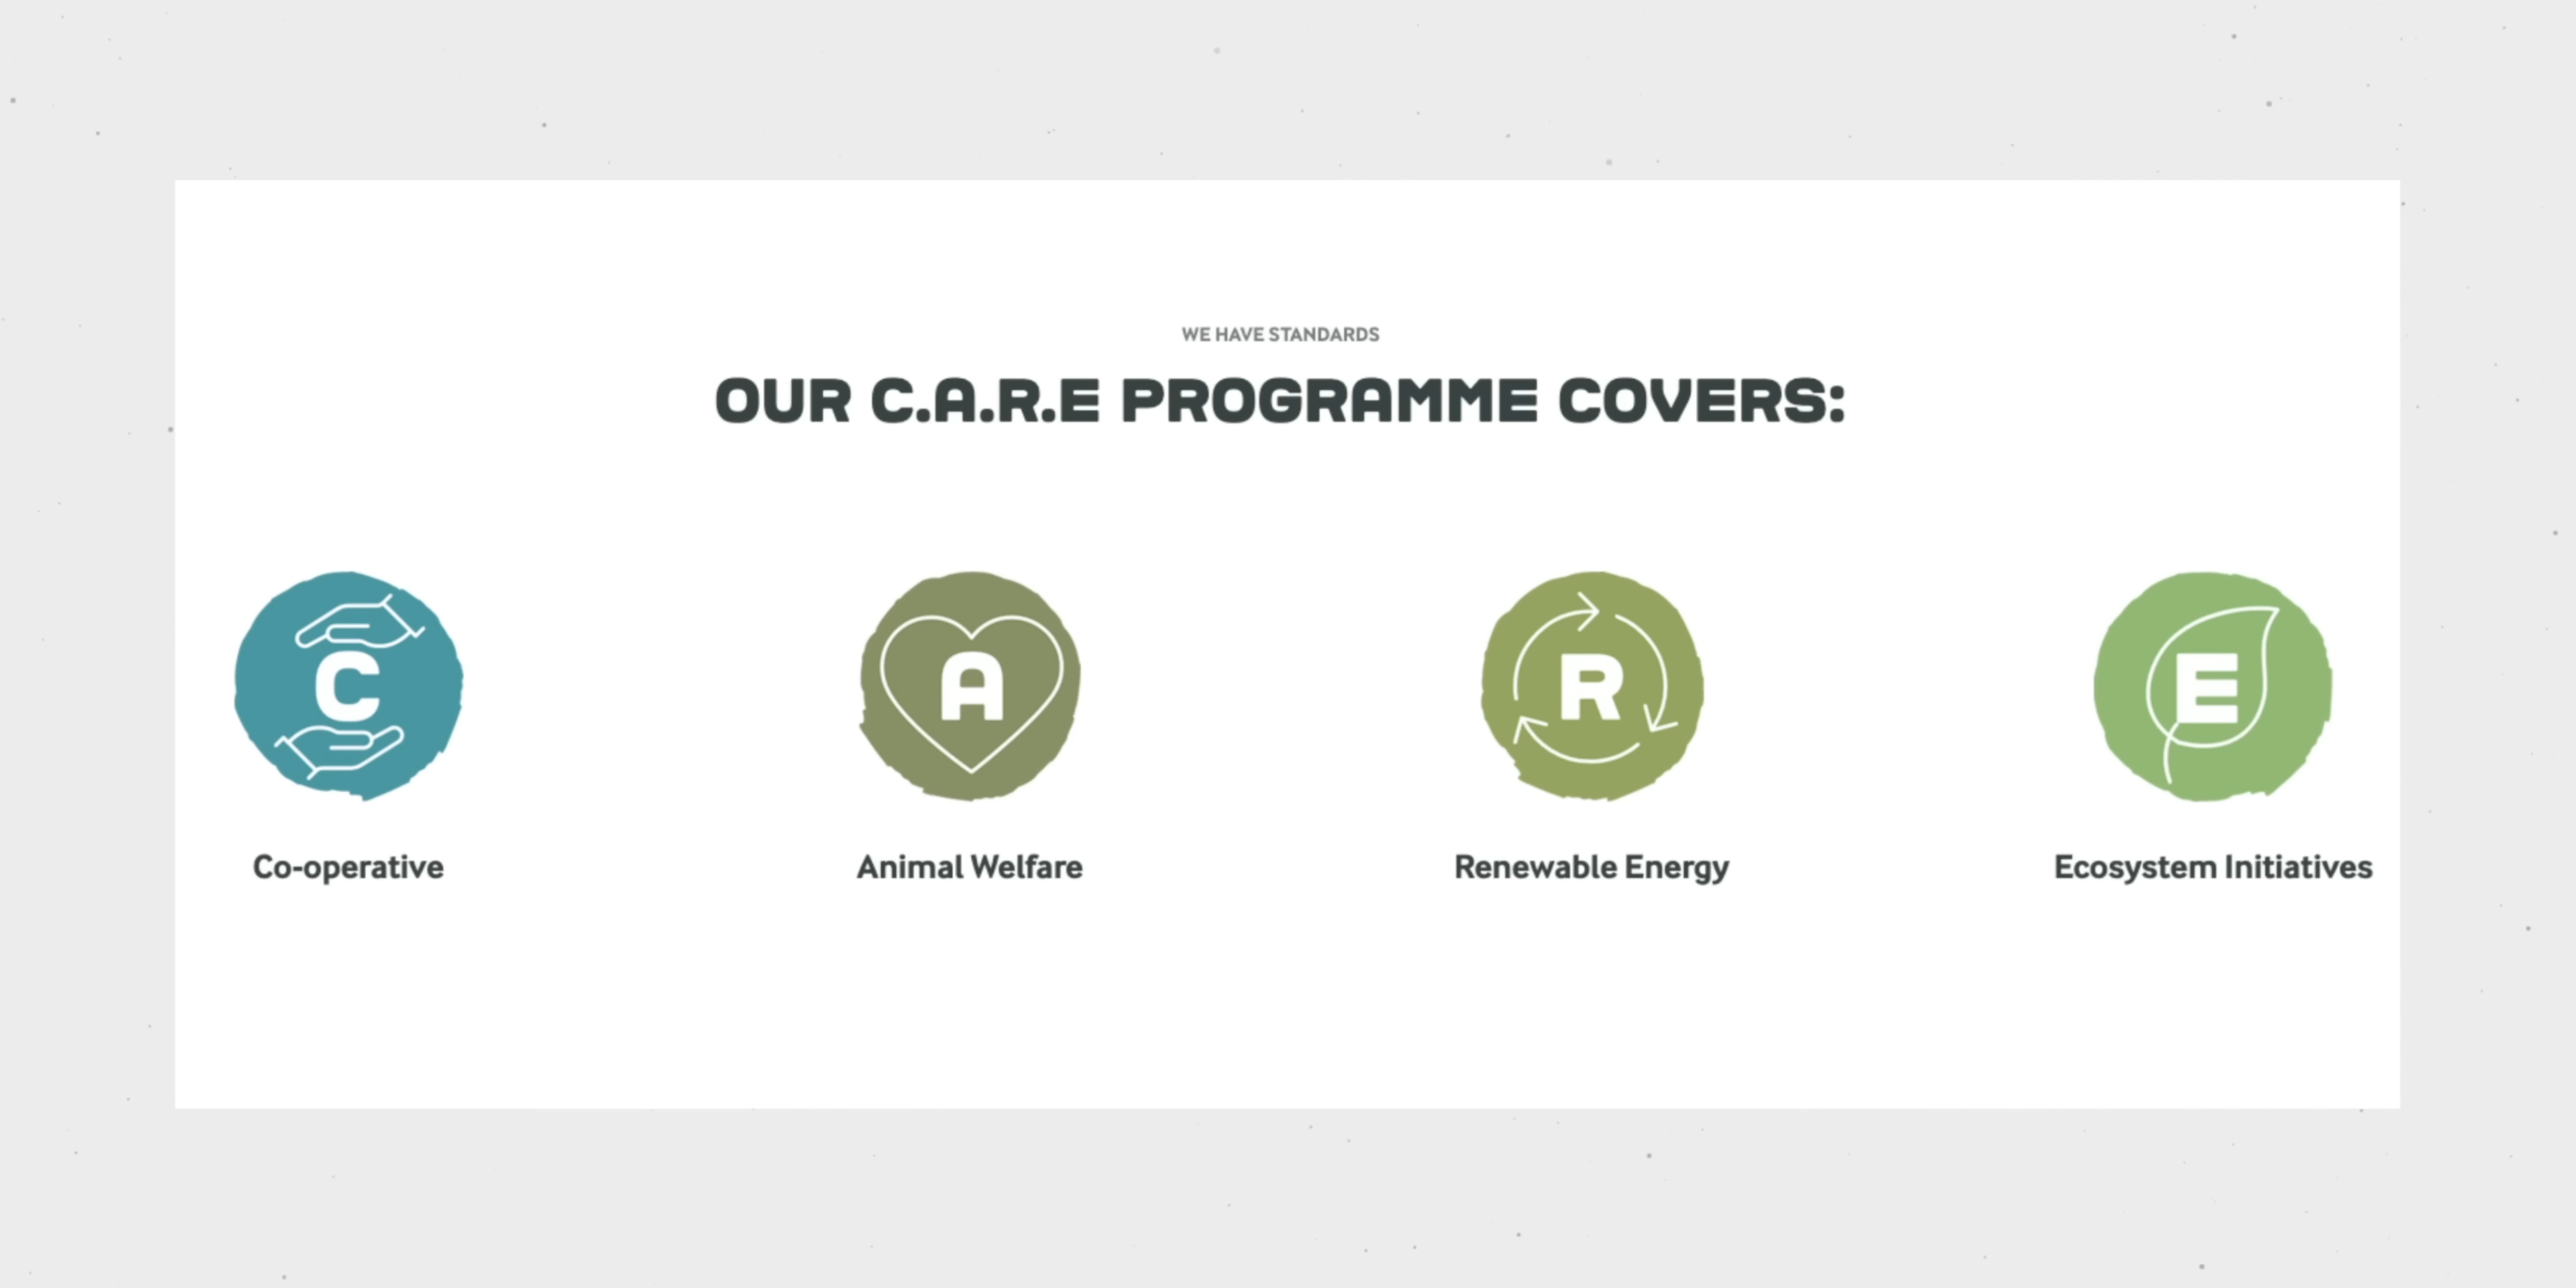 WE HAVE STANDARDS
OUR C.A.R.E PROGRAMME COVERS:
C
A
R
E
Co-operative
Animal Welfare
Renewable Energy
Ecosystem Initiatives